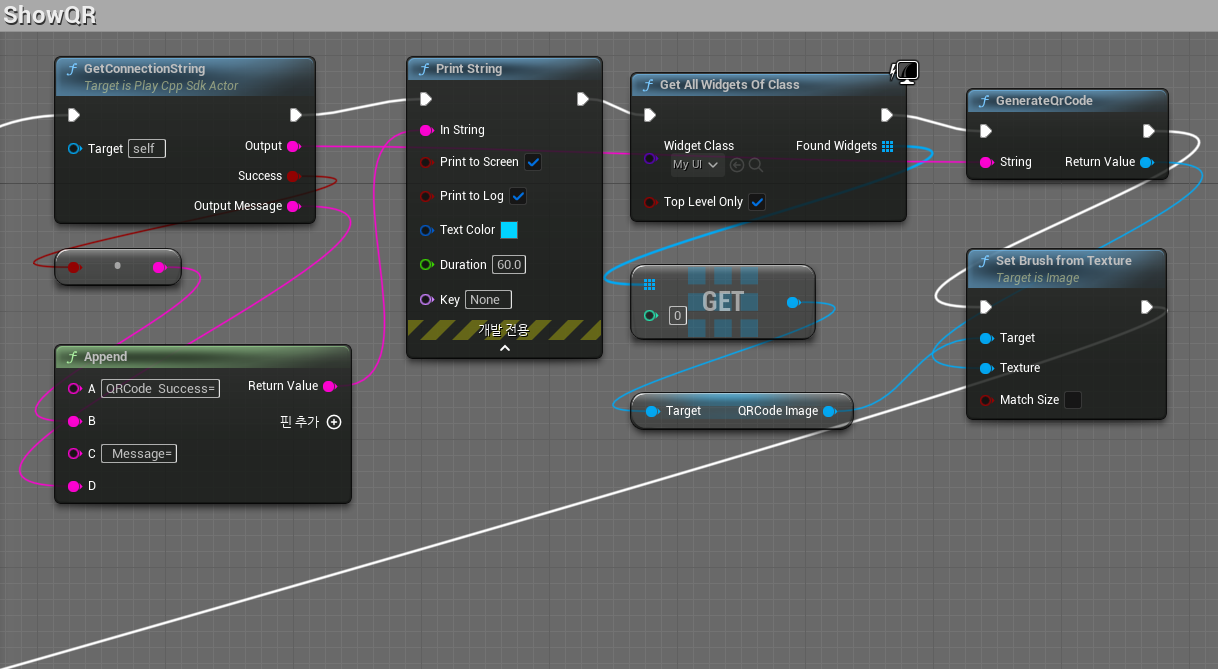 ShowQR
GetConnectionString
Target is Play Cpp Sdk Actor
Target self
Output
Success
Output Message
Append
A QRCode Success= Return Value
B 핀 추가
C Message=
D
Print String
In String
Print to Screen
Print to Log
Text Color
Duration 60.0
Key None
개발 전용
Get All Widgets Of Class
Widget Class Found Widgets
My UI
Top Level Only
GET
0
Target QRCode Image
GenerateQrCode
String Return Value
Set Brush from Texture
Target is Image
Target
Texture
Match Size